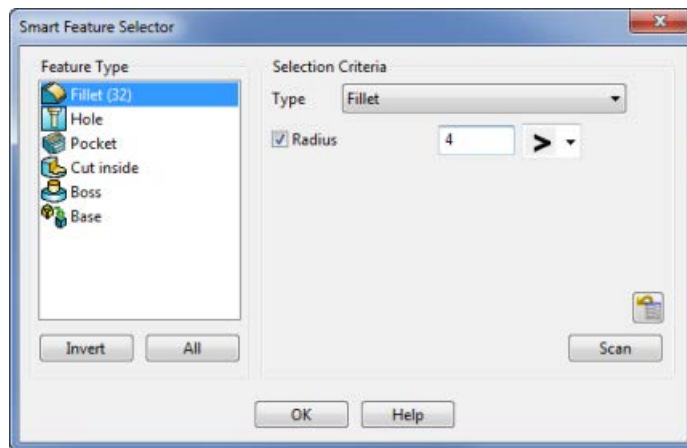 Smart Feature Selector
Feature Type
Fillet (32)
Hole
Pocket
Cut inside
Boss
Base
Invert
All
Selection Criteria
Type
Fillet
Radius
4
>
Scan
OK
Help